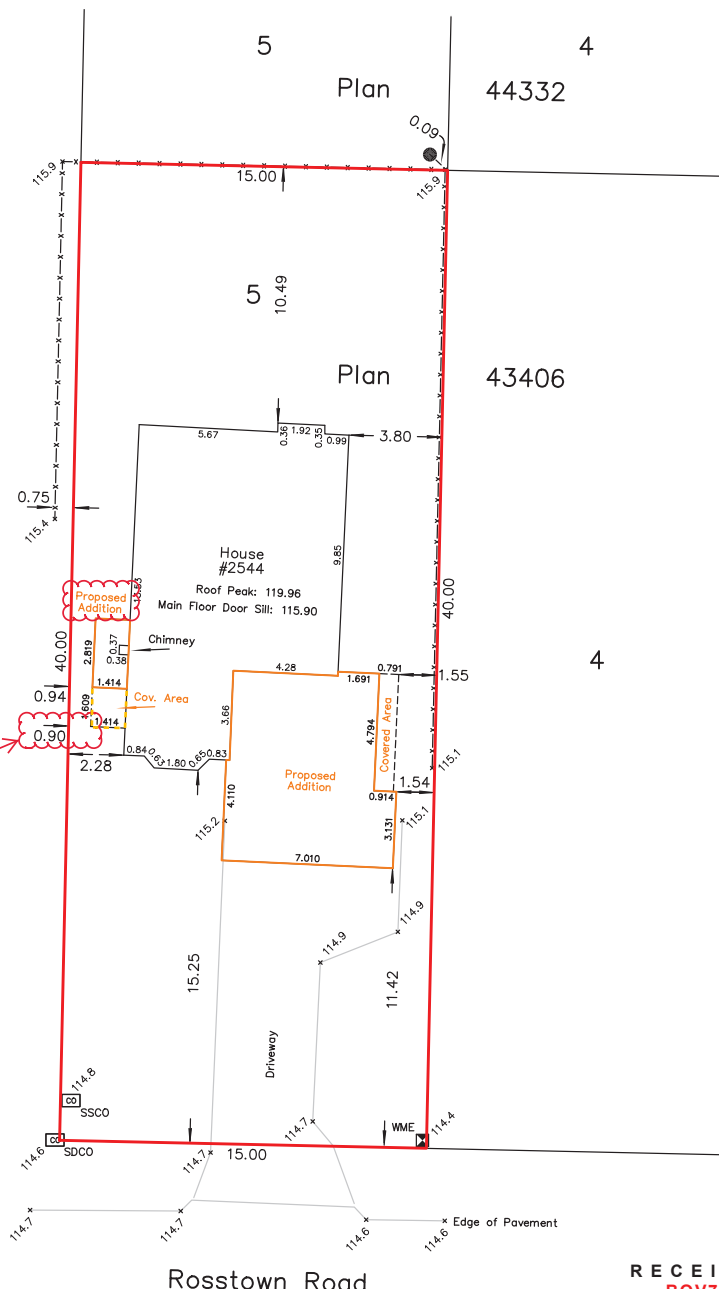 5
4
Plan 44332
0.09
115.9
15.00
115.9
5
10.49
Plan 43406
5.67
0.36
1.92
0.35
0.99
3.80
0.75
115.4
House
#2544
Roof Peak: 119.96
Main Floor Door Sill: 115.90
9.85
40.00
Proposed
Addition
40.00
2.819
0.37
0.38
Chimney
4
1.414
Cov. Area
0.94
1.414
0.90
2.28
0.84
0.63
1.80
0.65
0.83
4.28
3.66
1.691
0.791
1.55
4.794
Covered Area
115.1
1.54
0.914
115.1
3.131
Proposed
Addition
4.110
115.2
7.010
114.9
114.9
15.25
11.42
Driveway
114.8
CO
SSCO
CO
114.6
SDCO
114.7
15.00
114.7
WME
114.4
114.7
114.7
114.6
114.6
Edge of Pavement
Rosstown Road
RECEI